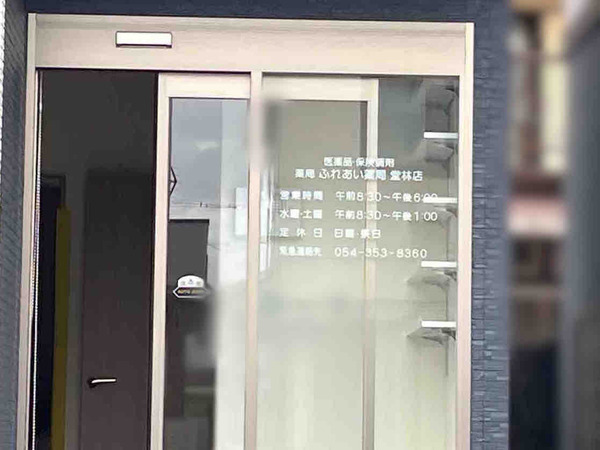 医薬品・保険調剤
薬局 ふれあい薬局 堂林店
営業時間 午前8:30~午後6:00
水曜・土曜 午前8:30~午後1:00
定休日 日曜・祭日
緊急連絡先 054-353-8360